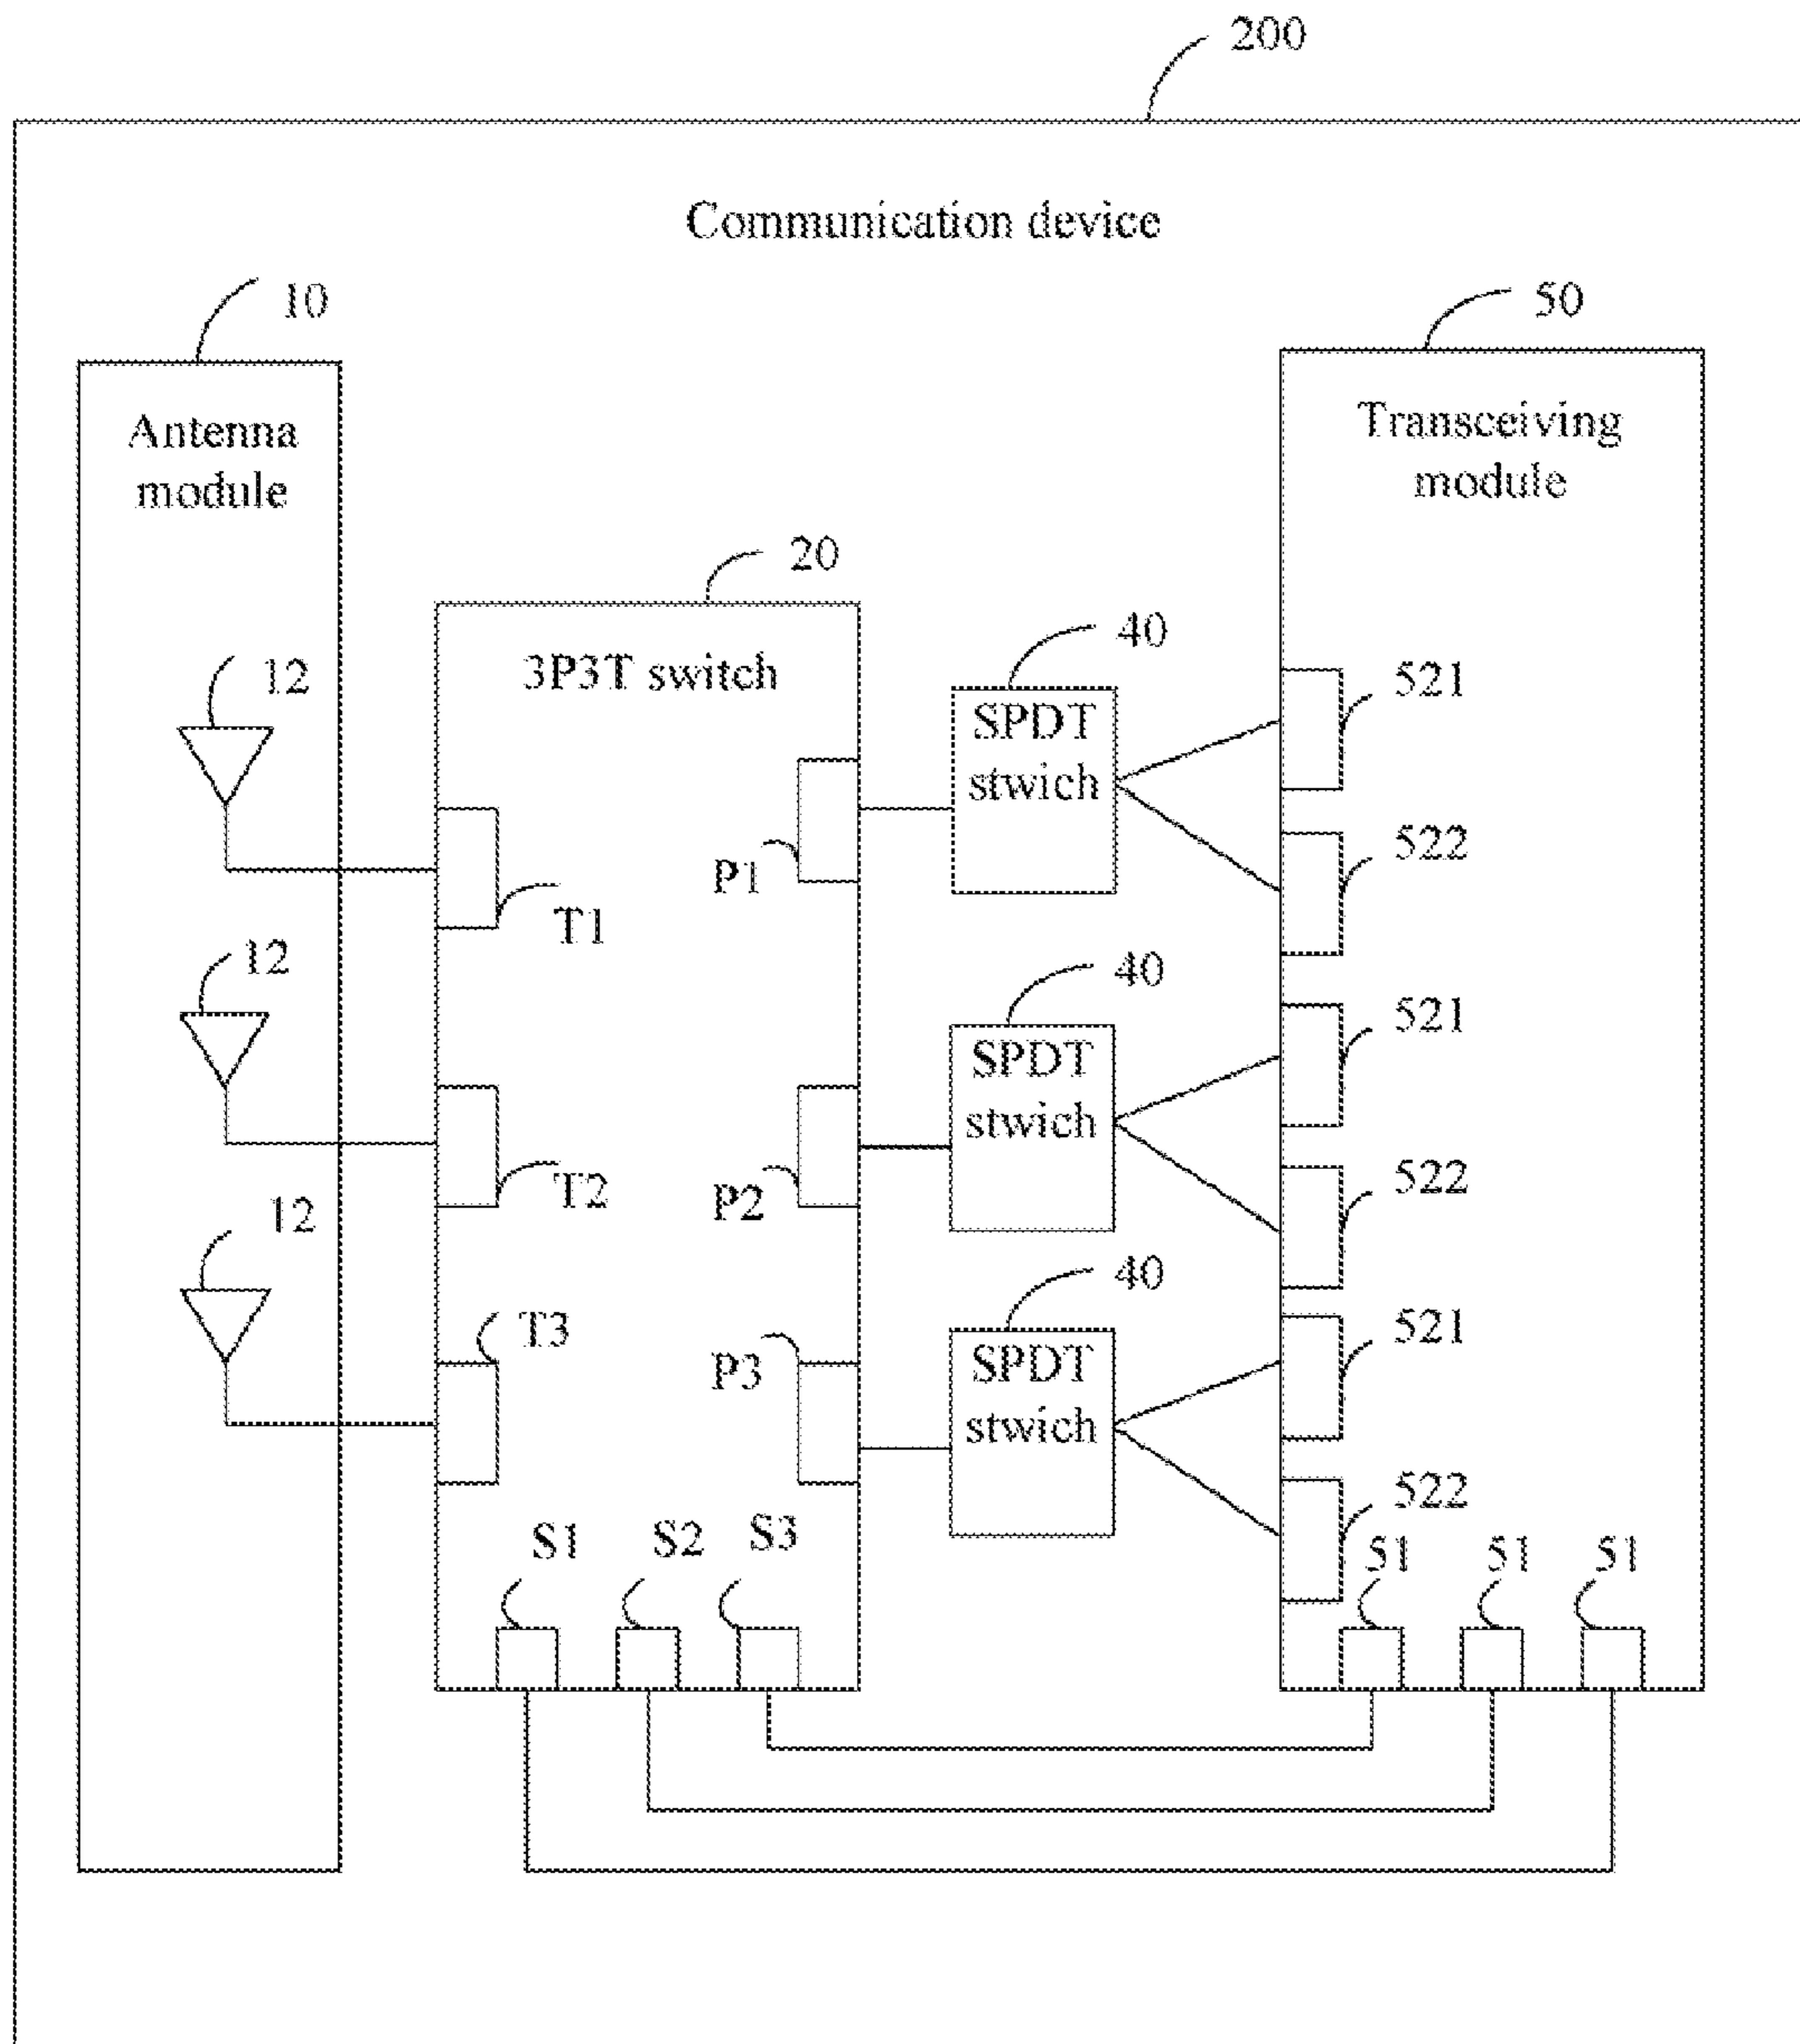 200
Communication device
10
50
Antenna
module
Transceiving
module
20
3P3T switch
40
SPDT
stwich
12
521
P1
522
T1
12
40
SPDT
stwich
521
T2
P2
522
12
40
SPDT
stwich
T3
P3
521
522
S1
S2
S3
51
51
51